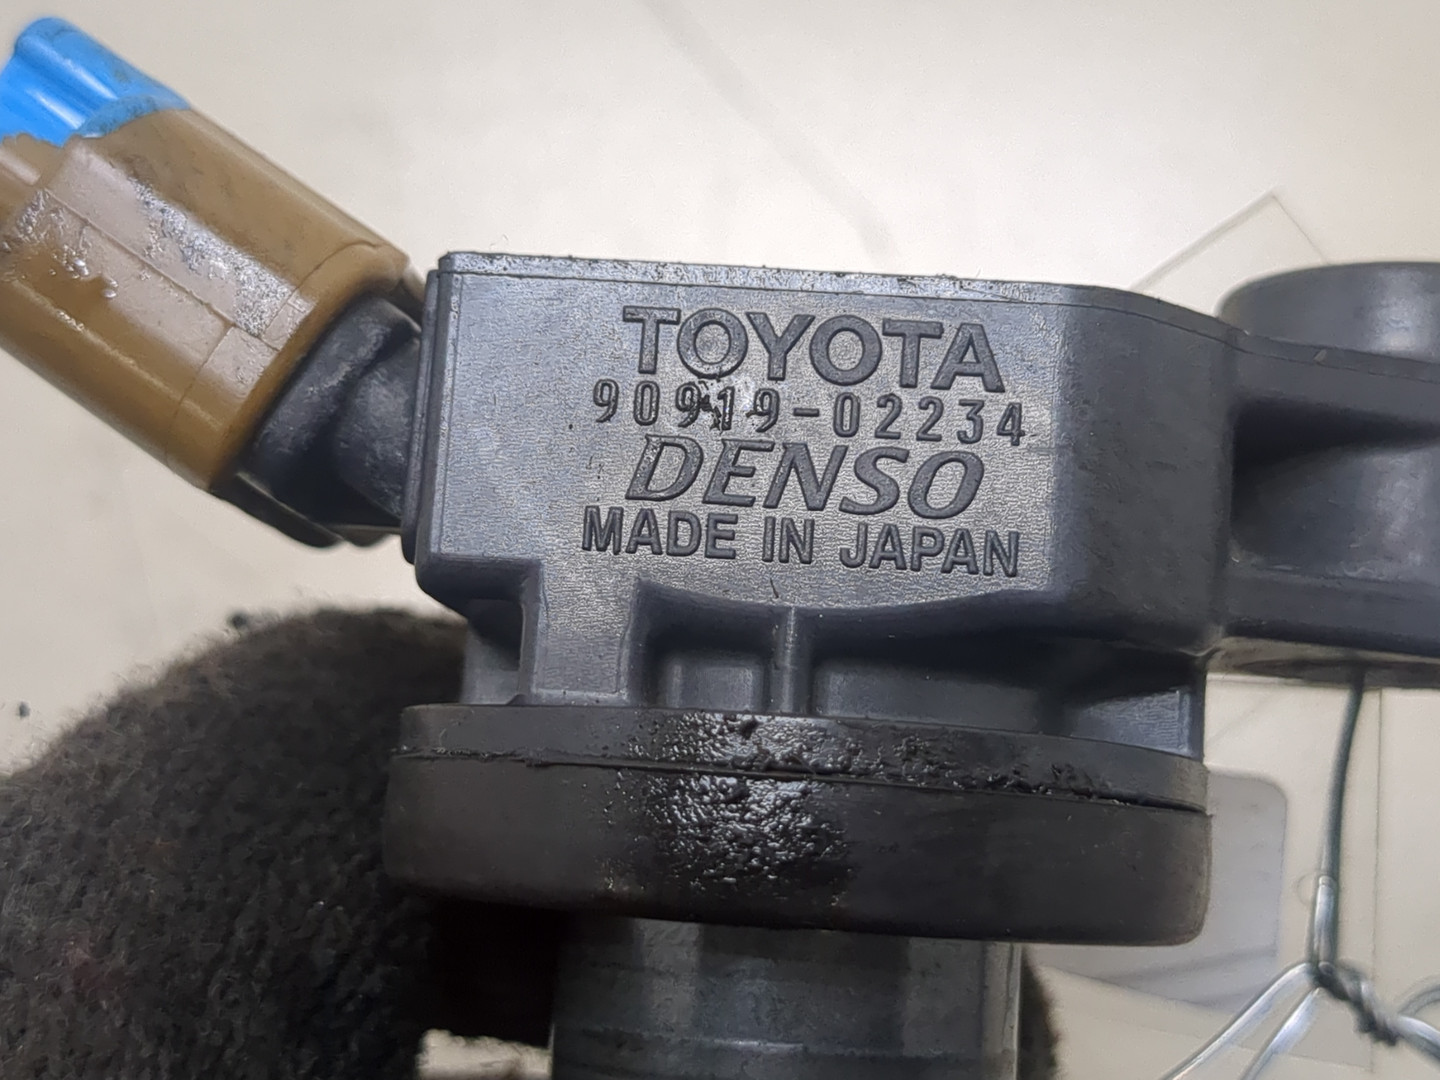 TOYOTA
90919-02234
DENSO
MADE IN JAPAN